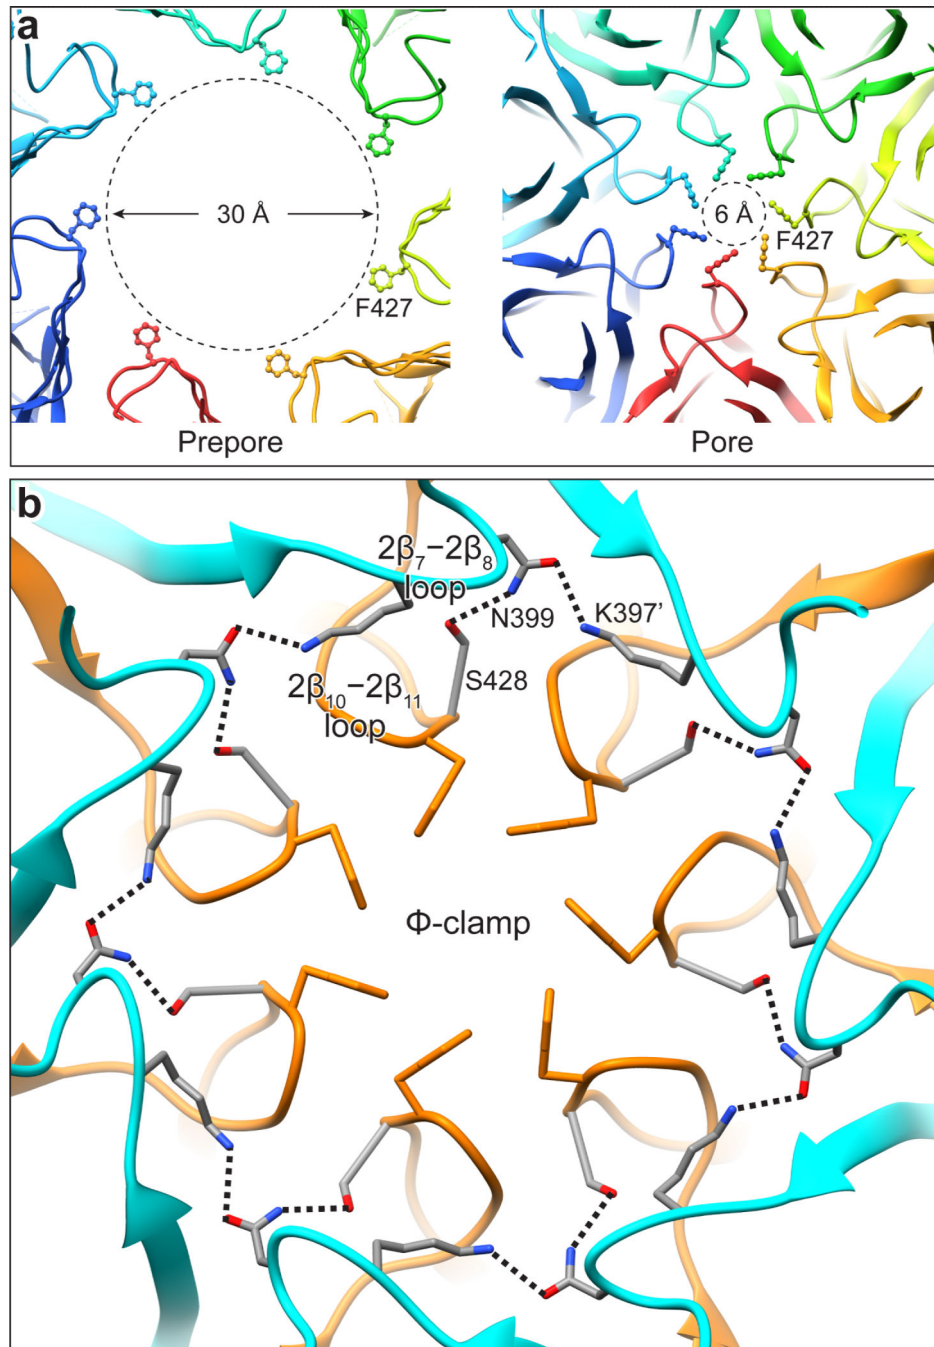 a
30 Å
F427
Prepore
6 Å
F427
Pore
b
2β₇−2β₈
loop
N399
K397’
S428
2β₁₀−2β₁₁
loop
Φ-clamp